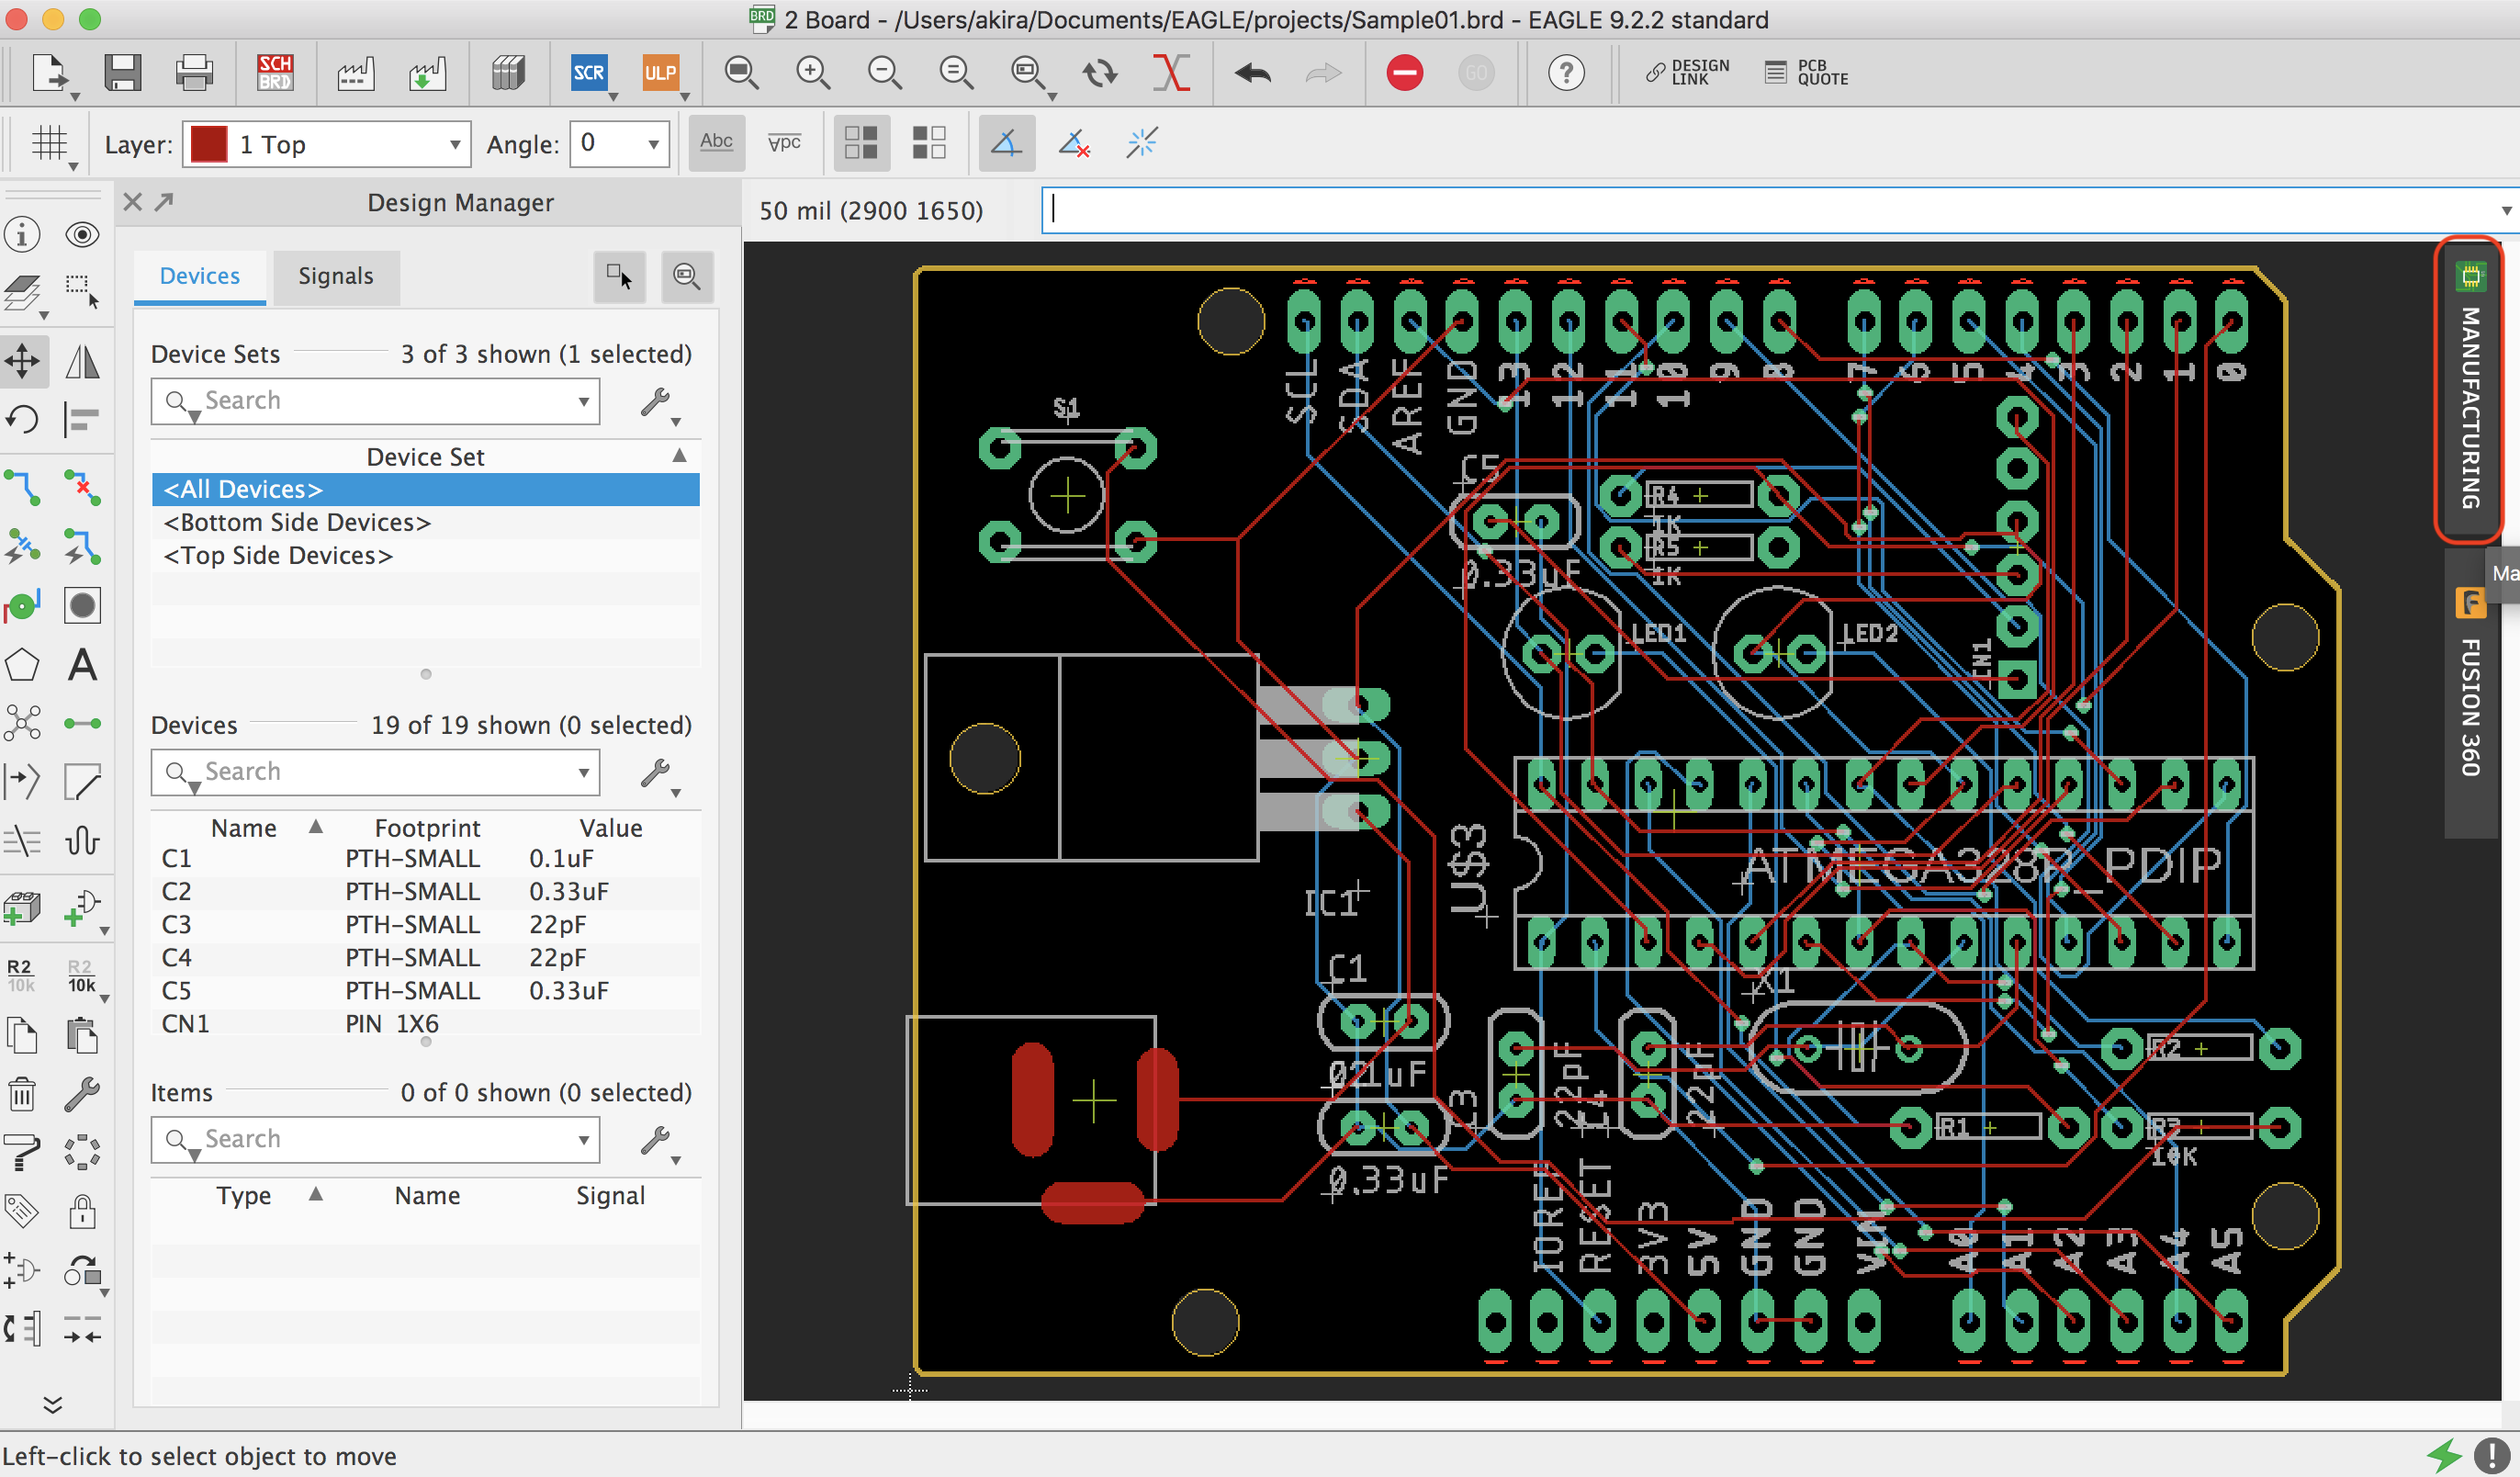 BRD 2 Board - /Users/akira/Documents/EAGLE/projects/Sample01.brd - EAGLE 9.2.2 standard
SCH
BRD
SCR
ULP
GO
?
DESIGN
LINK
PCB
QUOTE
Layer:
1 Top
Angle:
0
Abc
Abc
Design Manager
50 mil (2900 1650)
Devices
Signals
Device Sets
3 of 3 shown (1 selected)
Search
Device Set
<All Devices>
<Bottom Side Devices>
<Top Side Devices>
Devices
19 of 19 shown (0 selected)
Search
Name Footprint Value
C1 PTH-SMALL 0.1uF
C2 PTH-SMALL 0.33uF
C3 PTH-SMALL 22pF
C4 PTH-SMALL 22pF
C5 PTH-SMALL 0.33uF
CN1 PIN 1X6
Items
0 of 0 shown (0 selected)
Search
Type Name Signal
R2
10k
R2
10k
SCL
SDA
AREF
GND
13
12
11
10
9
8
7
6
5
4
3
2
1
0
S1
C5
0.33uF
R4
1K
R5
1K
LED1
LED2
CN1
U$3
ATMEGA328P_PDIP
IC1
C1
0.1uF
0.33uF
C3
22pF
C4
22pF
X1
R2
R1
R3
10K
IOREF
RESET
3V3
5V
GND
GND
VIN
A0
A1
A2
A3
A4
A5
MANUFACTURING
Ma
FUSION 360
Left-click to select object to move